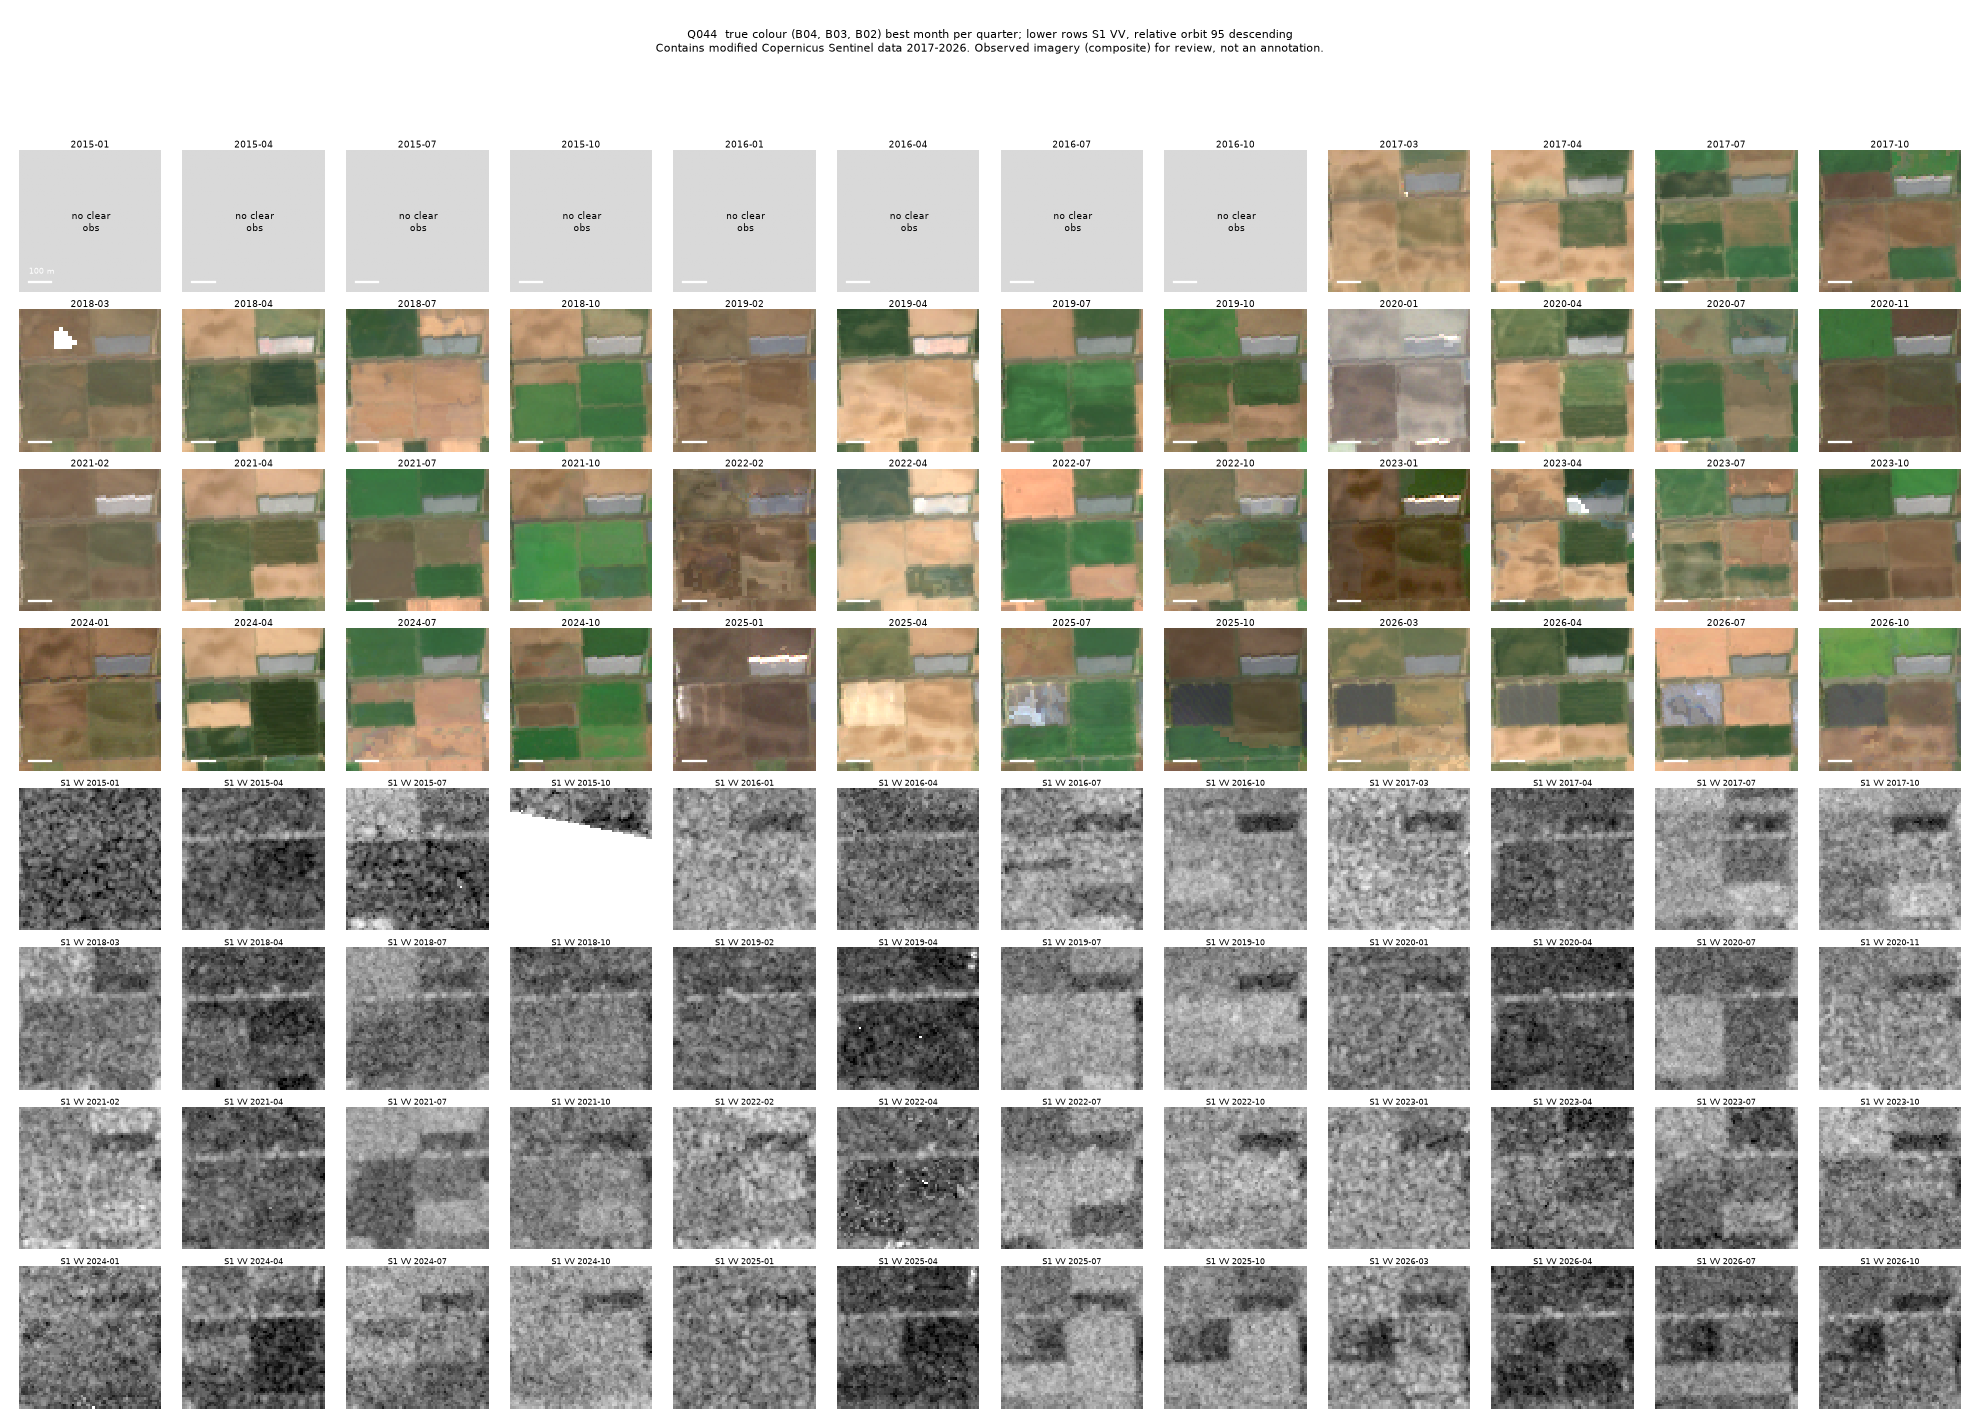 Q044  true colour (B04, B03, B02) best month per quarter; lower rows S1 VV, relative orbit 95 descending
Contains modified Copernicus Sentinel data 2017-2026. Observed imagery (composite) for review, not an annotation.
2015-01 2015-04 2015-07 2015-10 2016-01 2016-04 2016-07 2016-10 2017-03 2017-04 2017-07 2017-10
no clear no clear no clear no clear no clear no clear no clear no clear
obs obs obs obs obs obs obs obs
100 m
2018-03 2018-04 2018-07 2018-10 2019-02 2019-04 2019-07 2019-10 2020-01 2020-04 2020-07 2020-11
2021-02 2021-04 2021-07 2021-10 2022-02 2022-04 2022-07 2022-10 2023-01 2023-04 2023-07 2023-10
2024-01 2024-04 2024-07 2024-10 2025-01 2025-04 2025-07 2025-10 2026-03 2026-04 2026-07 2026-10
S1 VV 2015-01 S1 VV 2015-04 S1 VV 2015-07 S1 VV 2015-10 S1 VV 2016-01 S1 VV 2016-04 S1 VV 2016-07 S1 VV 2016-10 S1 VV 2017-03 S1 VV 2017-04 S1 VV 2017-07 S1 VV 2017-10
S1 VV 2018-03 S1 VV 2018-04 S1 VV 2018-07 S1 VV 2018-10 S1 VV 2019-02 S1 VV 2019-04 S1 VV 2019-07 S1 VV 2019-10 S1 VV 2020-01 S1 VV 2020-04 S1 VV 2020-07 S1 VV 2020-11
S1 VV 2021-02 S1 VV 2021-04 S1 VV 2021-07 S1 VV 2021-10 S1 VV 2022-02 S1 VV 2022-04 S1 VV 2022-07 S1 VV 2022-10 S1 VV 2023-01 S1 VV 2023-04 S1 VV 2023-07 S1 VV 2023-10
S1 VV 2024-01 S1 VV 2024-04 S1 VV 2024-07 S1 VV 2024-10 S1 VV 2025-01 S1 VV 2025-04 S1 VV 2025-07 S1 VV 2025-10 S1 VV 2026-03 S1 VV 2026-04 S1 VV 2026-07 S1 VV 2026-10